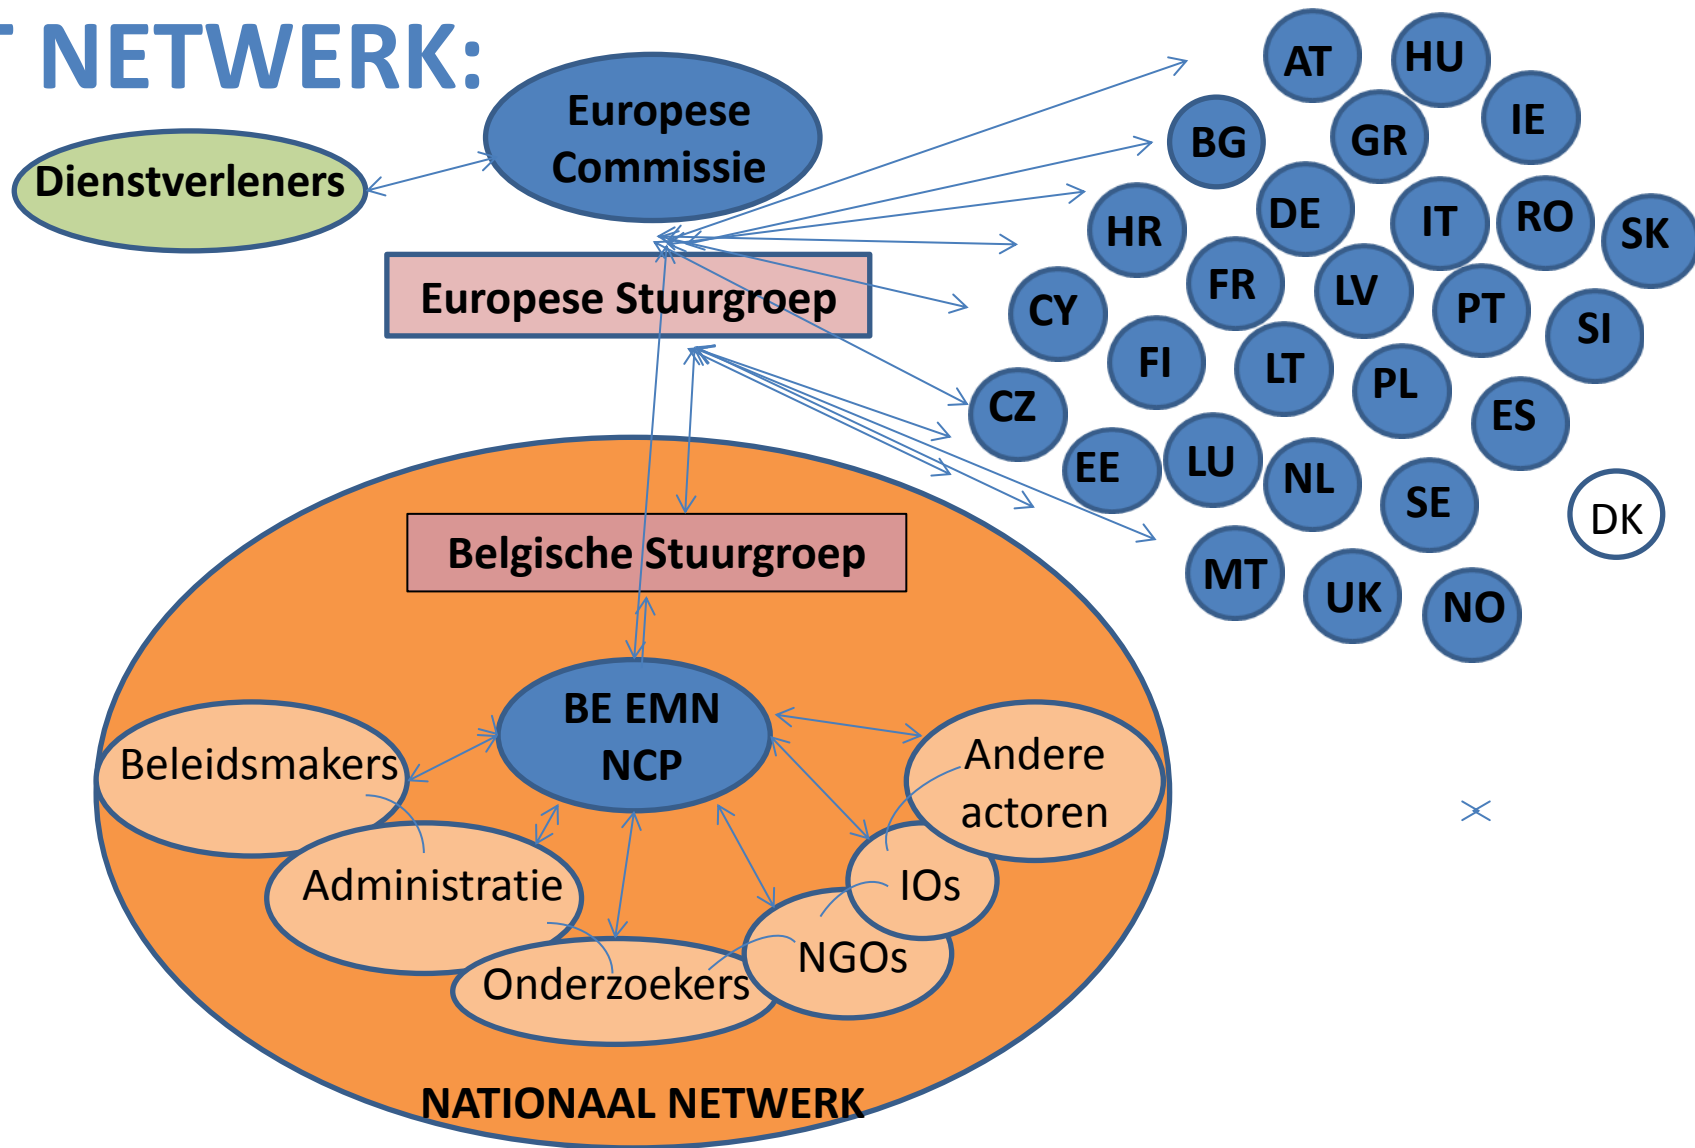 T NETWERK:
Dienstverleners
Europese
Commissie
Europese Stuurgroep
Belgische Stuurgroep
BE EMN
NCP
Beleidsmakers
Administratie
Onderzoekers
NGOs
IOs
Andere
actoren
NATIONAAL NETWERK
AT
HU
IE
BG
GR
HR
DE
IT
RO
SK
CY
FR
LV
PT
SI
FI
LT
PL
CZ
ES
EE
LU
NL
SE
DK
MT
UK
NO